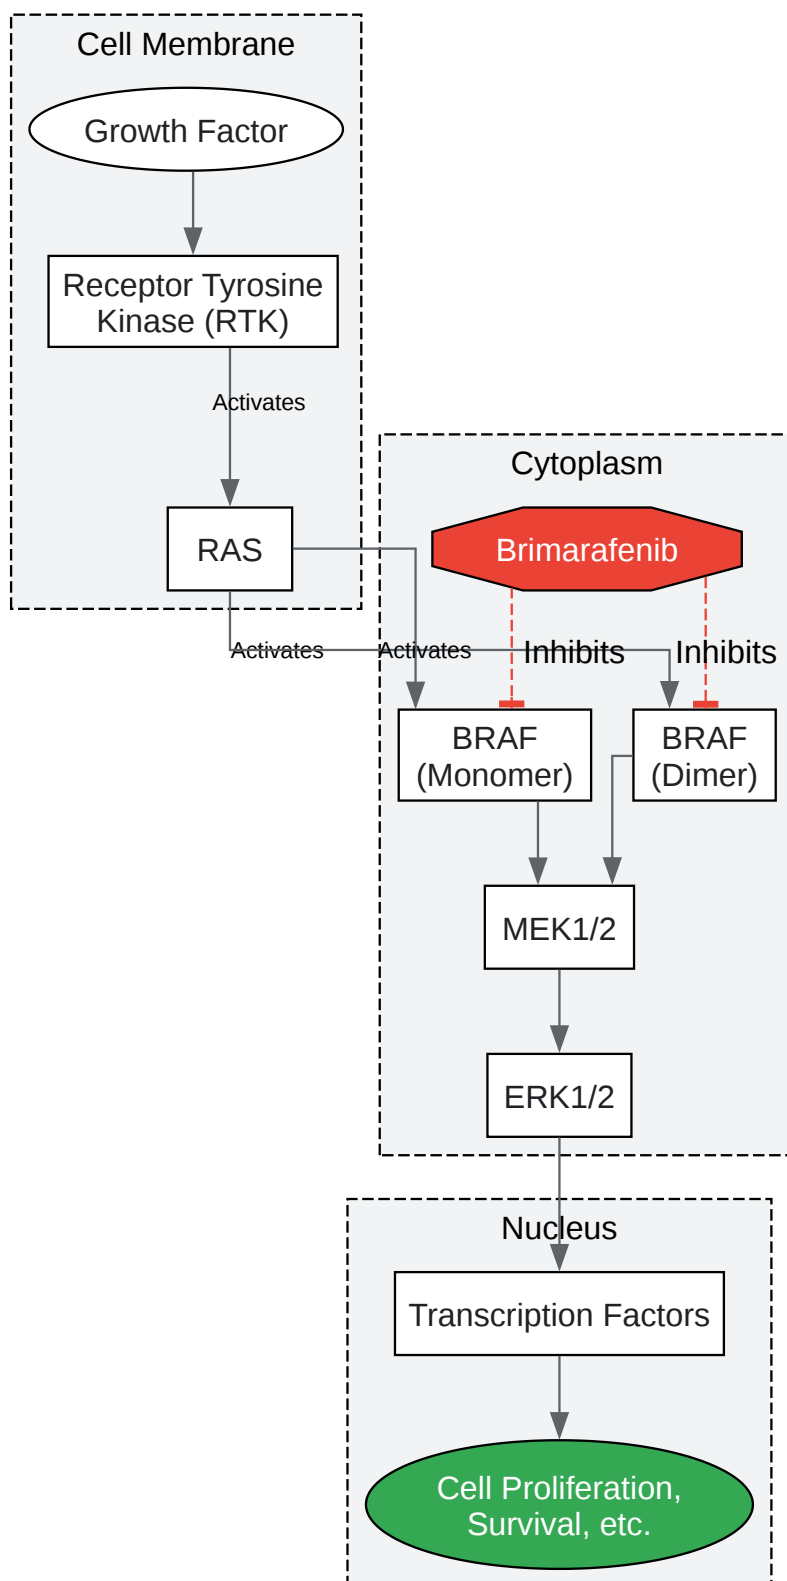 Cell Membrane
Growth Factor
Receptor Tyrosine
Kinase (RTK)
Activates
RAS
Cytoplasm
Brimarafenib
Activates
Activates
Inhibits
Inhibits
BRAF
(Monomer)
BRAF
(Dimer)
MEK1/2
ERK1/2
Nucleus
Transcription Factors
Cell Proliferation,
Survival, etc.